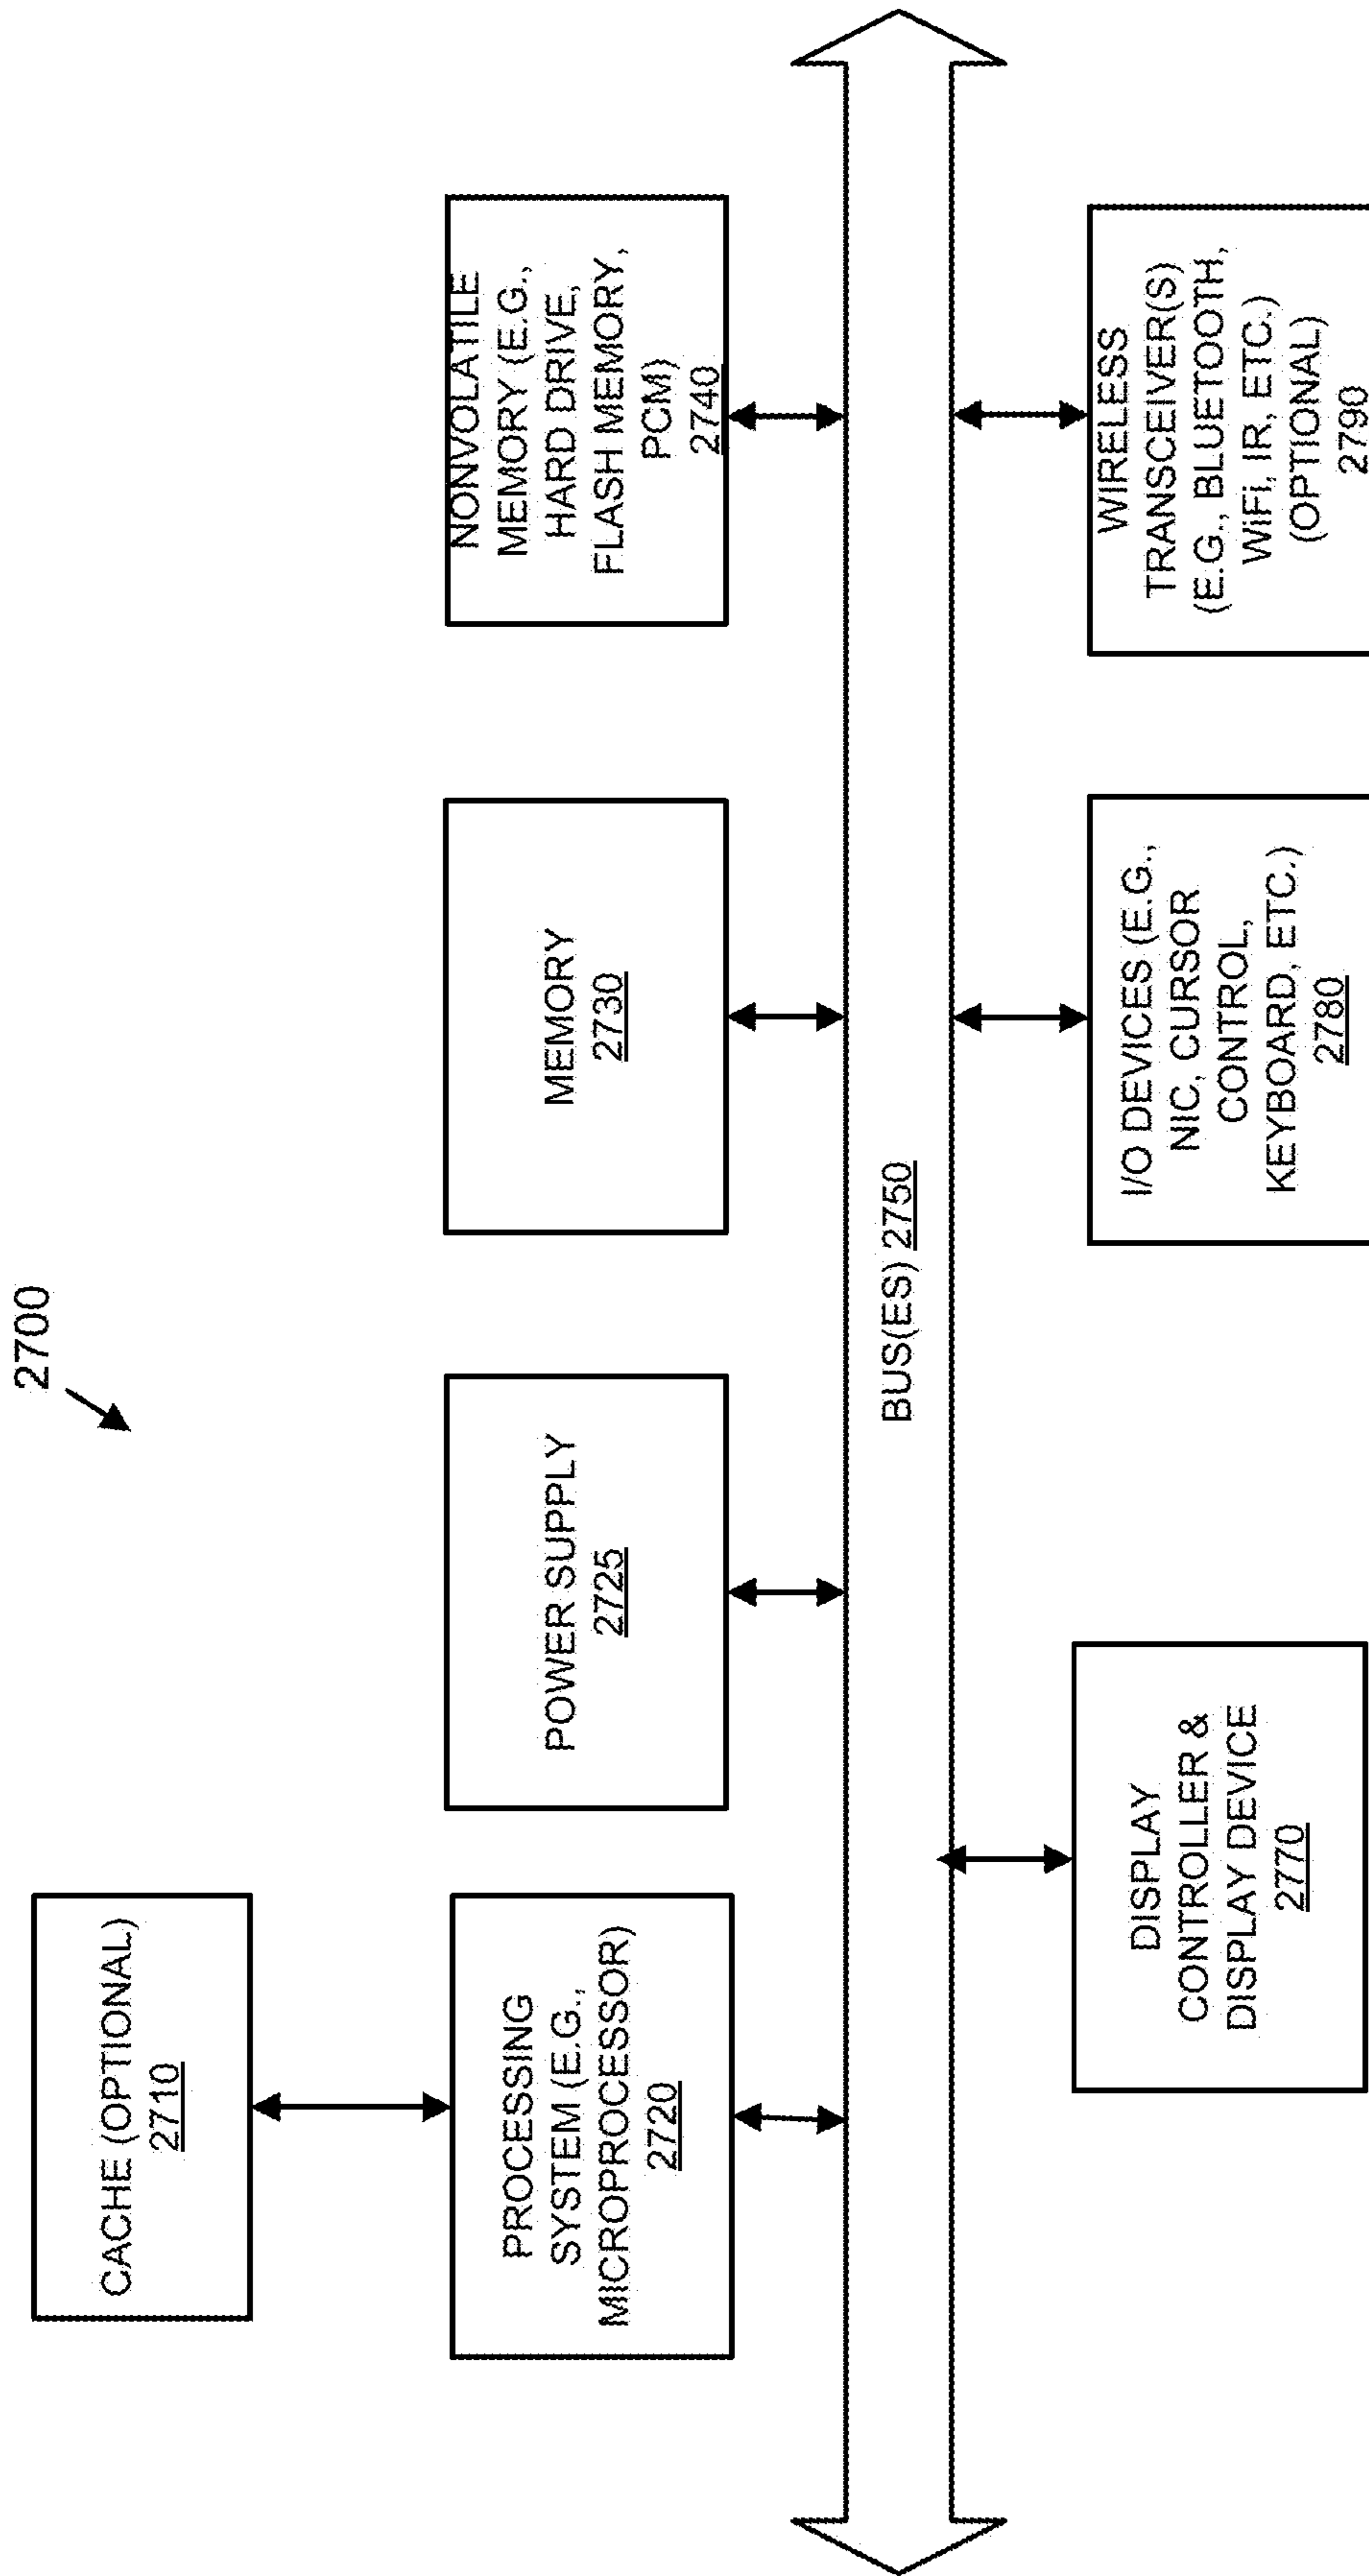 2700
CACHE (OPTIONAL)
2710
PROCESSING
SYSTEM (E.G.,
MICROPROCESSOR)
2720
POWER SUPPLY
2725
MEMORY
2730
NONVOLATILE
MEMORY (E.G.,
HARD DRIVE,
FLASH MEMORY,
PCM)
2740
BUS(ES) 2750
DISPLAY
CONTROLLER &
DISPLAY DEVICE
2770
I/O DEVICES (E.G.,
NIC, CURSOR
CONTROL,
KEYBOARD, ETC.)
2780
WIRELESS
TRANSCEIVER(S)
(E.G., BLUETOOTH,
WiFi, IR, ETC.)
(OPTIONAL)
2790